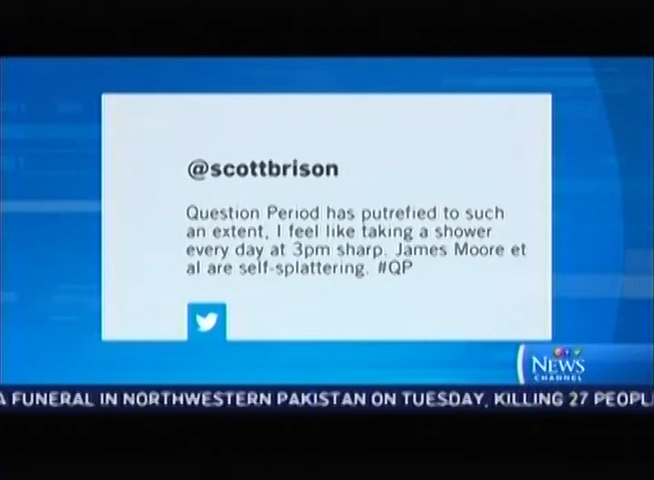 @scottbrison
Question Period has putrefied to such
an extent, I feel like taking a shower
every day at 3pm sharp. James Moore et
al are self-splattering. #QP
CTV
NEWS
CHANNEL
A FUNERAL IN NORTHWESTERN PAKISTAN ON TUESDAY, KILLING 27 PEOPL